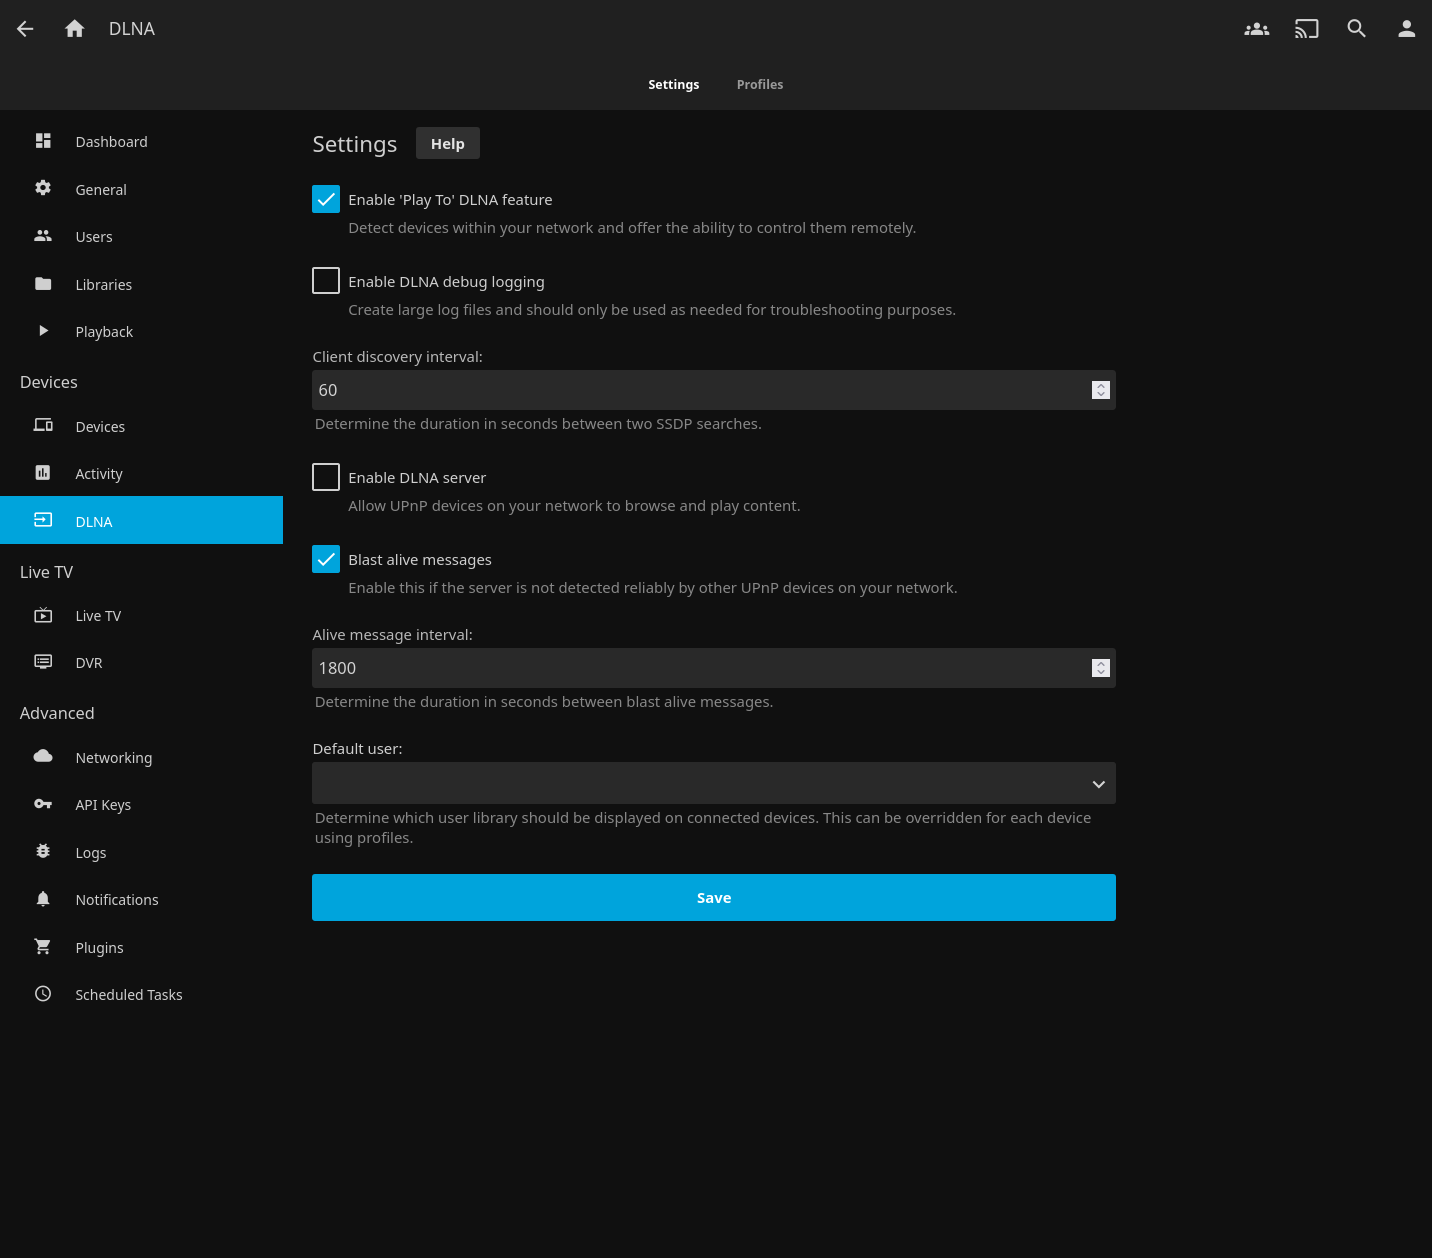 DLNA
Settings
Profiles
Dashboard
General
Users
Libraries
Playback
Devices
Devices
Activity
DLNA
Live TV
Live TV
DVR
Advanced
Networking
API Keys
Logs
Notifications
Plugins
Scheduled Tasks
Settings
Help
Enable 'Play To' DLNA feature
Detect devices within your network and offer the ability to control them remotely.
Enable DLNA debug logging
Create large log files and should only be used as needed for troubleshooting purposes.
Client discovery interval:
60
Determine the duration in seconds between two SSDP searches.
Enable DLNA server
Allow UPnP devices on your network to browse and play content.
Blast alive messages
Enable this if the server is not detected reliably by other UPnP devices on your network.
Alive message interval:
1800
Determine the duration in seconds between blast alive messages.
Default user:
Determine which user library should be displayed on connected devices. This can be overridden for each device
using profiles.
Save